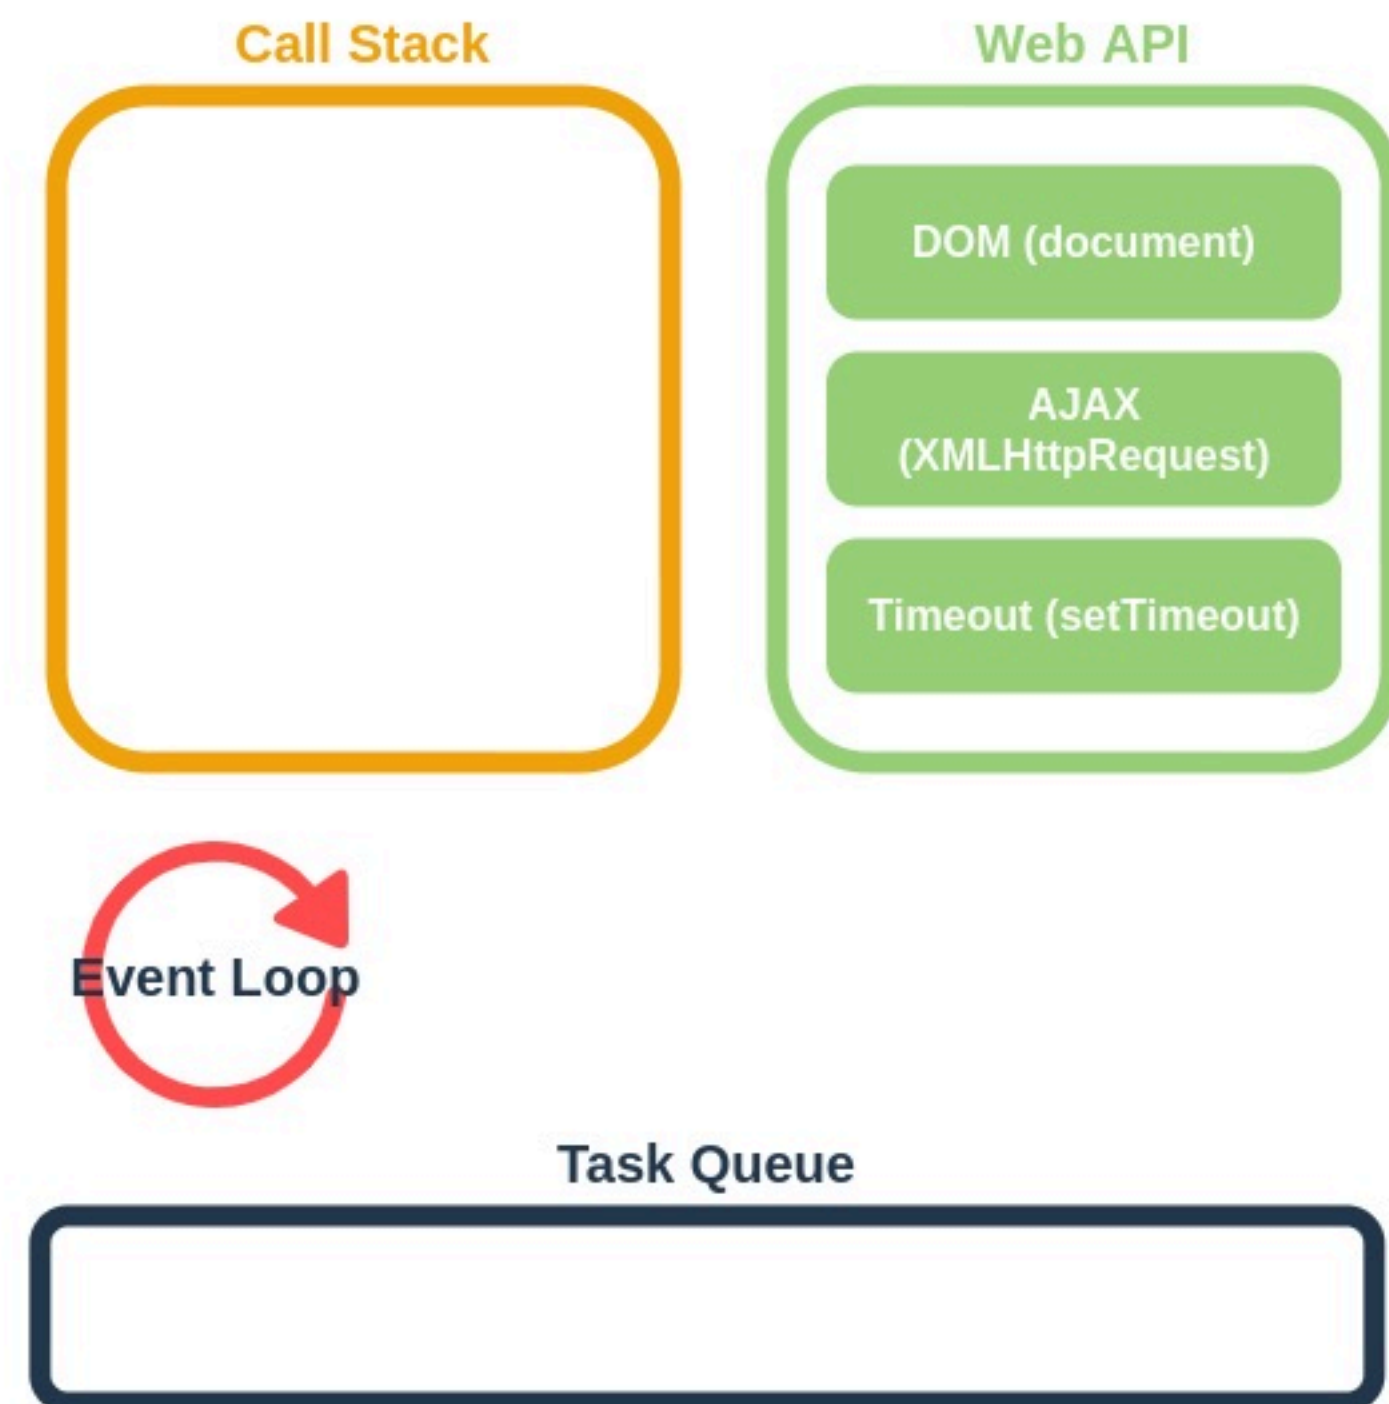 Call Stack
Web API
DOM (document)
AJAX
(XMLHttpRequest)
Timeout (setTimeout)
Event Loop
Task Queue